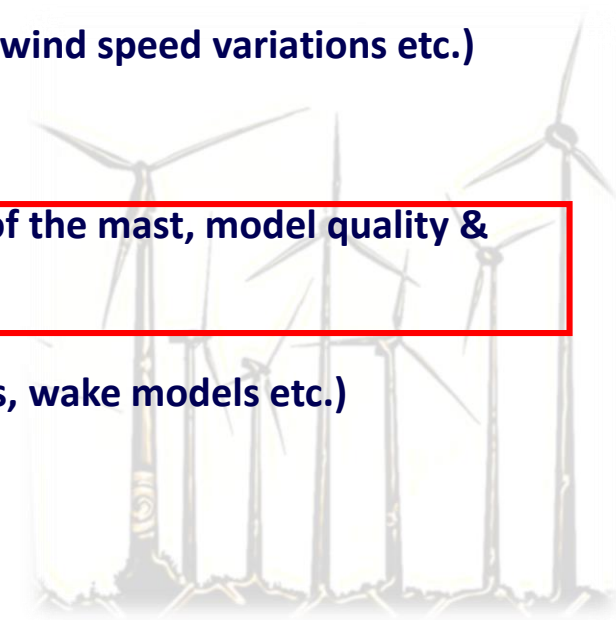 wind speed variations etc.)
of the mast, model quality &
s, wake models etc.)